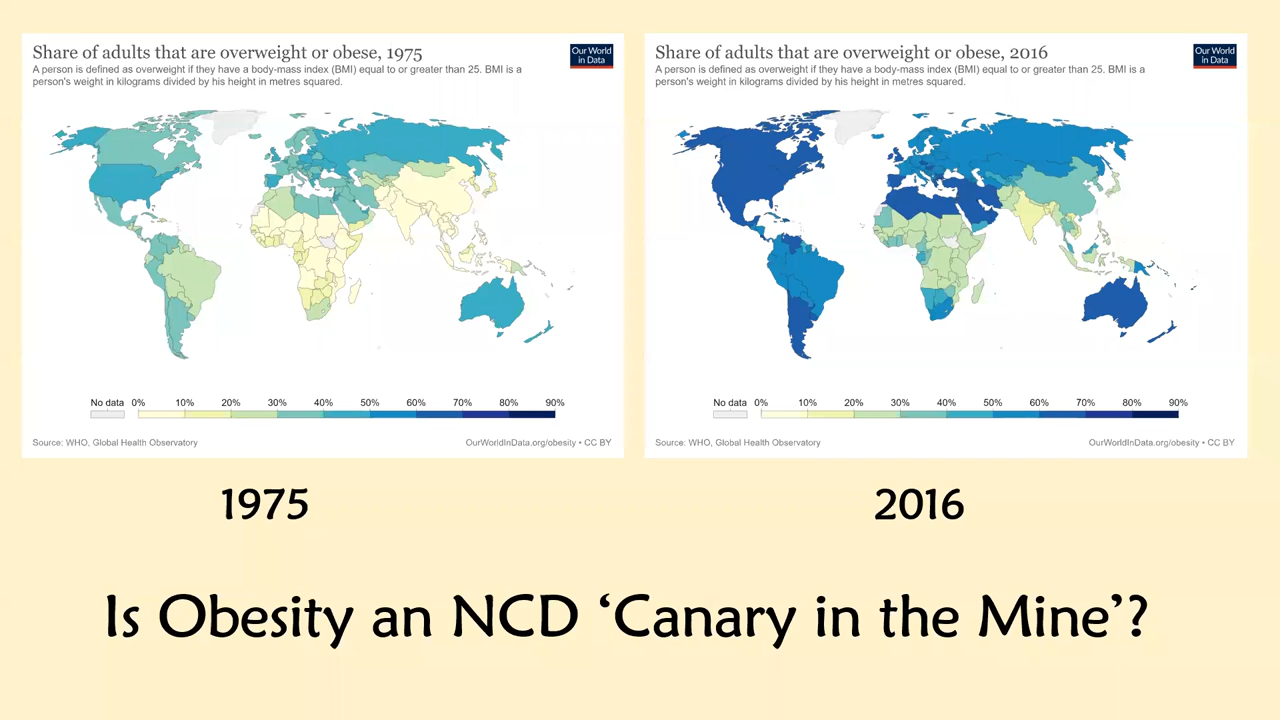 Share of adults that are overweight or obese, 1975
Our World
in Data
A person is defined as overweight if they have a body-mass index (BMI) equal to or greater than 25. BMI is a
person's weight in kilograms divided by his height in metres squared.
No data 0% 10% 20% 30% 40% 50% 60% 70% 80% 90%
Source: WHO, Global Health Observatory
OurWorldInData.org/obesity • CC BY
Share of adults that are overweight or obese, 2016
Our World
in Data
A person is defined as overweight if they have a body-mass index (BMI) equal to or greater than 25. BMI is a
person's weight in kilograms divided by his height in metres squared.
No data 0% 10% 20% 30% 40% 50% 60% 70% 80% 90%
Source: WHO, Global Health Observatory
OurWorldInData.org/obesity • CC BY
1975
2016
Is Obesity an NCD ‘Canary in the Mine’?